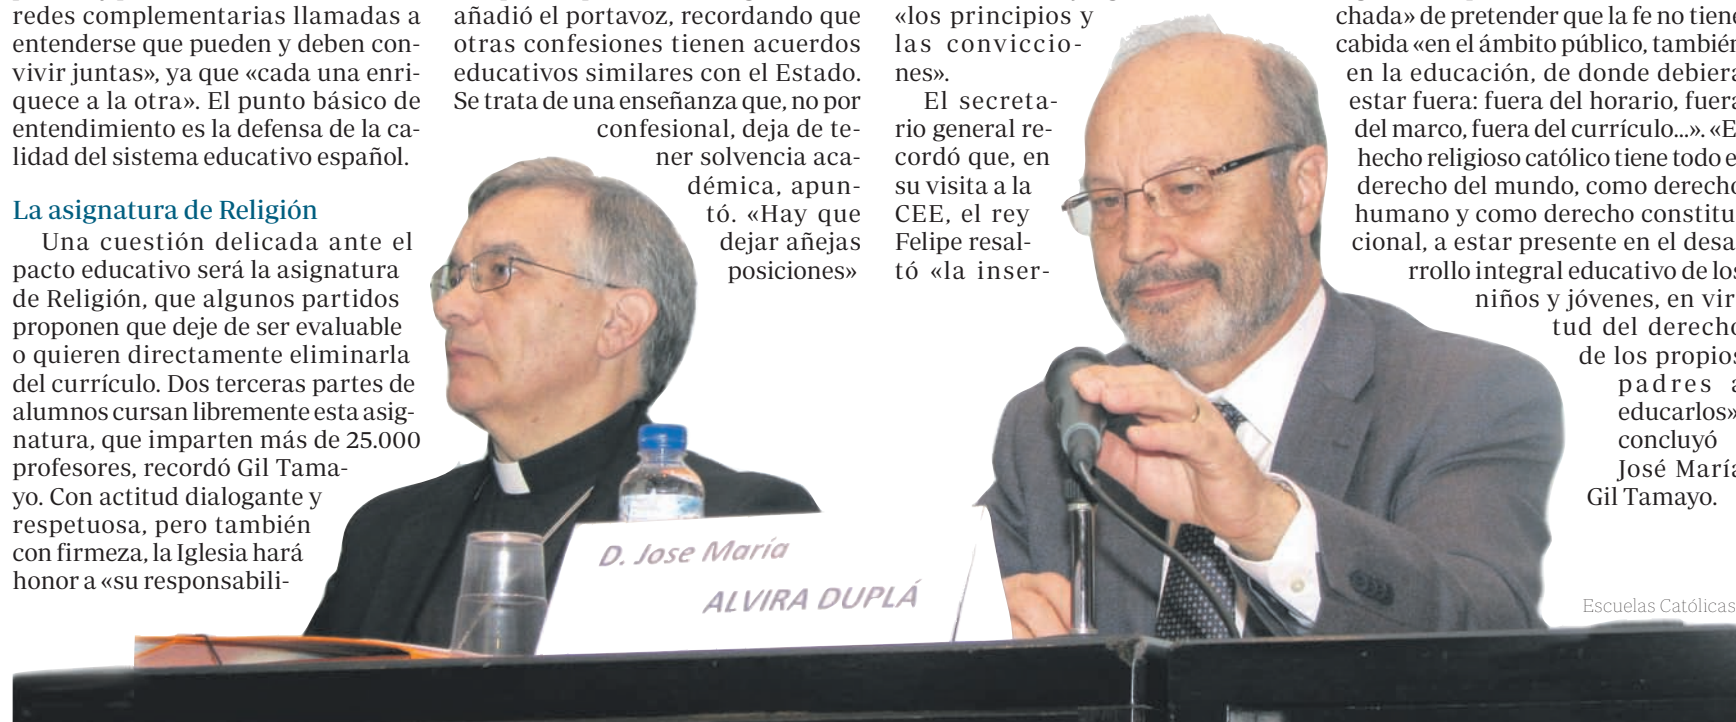 redes complementarias llamadas a
entenderse que pueden y deben con-
vivir juntas», ya que «cada una enri-
quece a la otra». El punto básico de
entendimiento es la defensa de la ca-
lidad del sistema educativo español.
La asignatura de Religión
Una cuestión delicada ante el
pacto educativo será la asignatura
de Religión, que algunos partidos
proponen que deje de ser evaluable
o quieren directamente eliminarla
del currículo. Dos terceras partes de
alumnos cursan libremente esta asig-
natura, que imparten más de 25.000
profesores, recordó Gil Tama-
yo. Con actitud dialogante y
respetuosa, pero también
con firmeza, la Iglesia hará
honor a «su responsabili-
añadió el portavoz, recordando que
otras confesiones tienen acuerdos
educativos similares con el Estado.
Se trata de una enseñanza que, no por
confesional, deja de te-
ner solvencia aca-
démica, apun-
tó. «Hay que
dejar añejas
posiciones»
«los principios y
las conviccio-
nes».
El secreta-
rio general re-
cordó que, en
su visita a la
CEE, el rey
Felipe resal-
tó «la inser-
chada» de pretender que la fe no tiene
cabida «en el ámbito público, también
en la educación, de donde debiera
estar fuera: fuera del horario, fuera
del marco, fuera del currículo...». «E
hecho religioso católico tiene todo e
derecho del mundo, como derecho
humano y como derecho constitu
cional, a estar presente en el desa
rrollo integral educativo de los
niños y jóvenes, en vir
tud del derecho
de los propios
padres a
educarlos»
concluyó
José María
Gil Tamayo.
D. Jose María
ALVIRA DUPLÁ
Escuelas Católicas